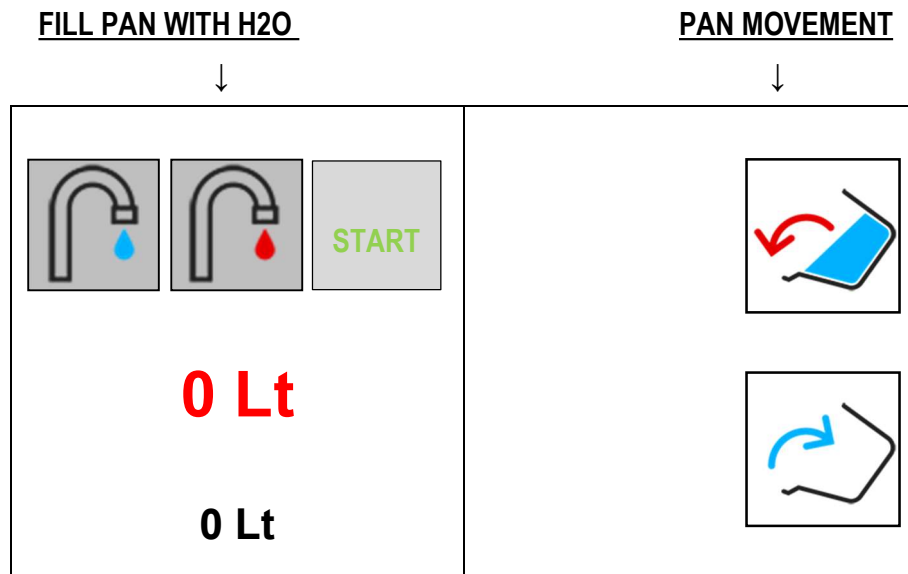 FILL PAN WITH H2O
PAN MOVEMENT
↓
↓
START
0 Lt
0 Lt